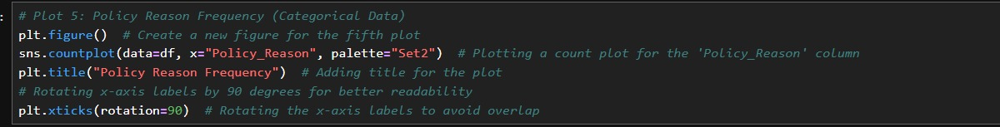 :
# Plot 5: Policy Reason Frequency (Categorical Data)
plt.figure()  # Create a new figure for the fifth plot
sns.countplot(data=df, x="Policy_Reason", palette="Set2")  # Plotting a count plot for the 'Policy_Reason' column
plt.title("Policy Reason Frequency")  # Adding title for the plot
# Rotating x-axis labels by 90 degrees for better readability
plt.xticks(rotation=90)  # Rotating the x-axis labels to avoid overlap